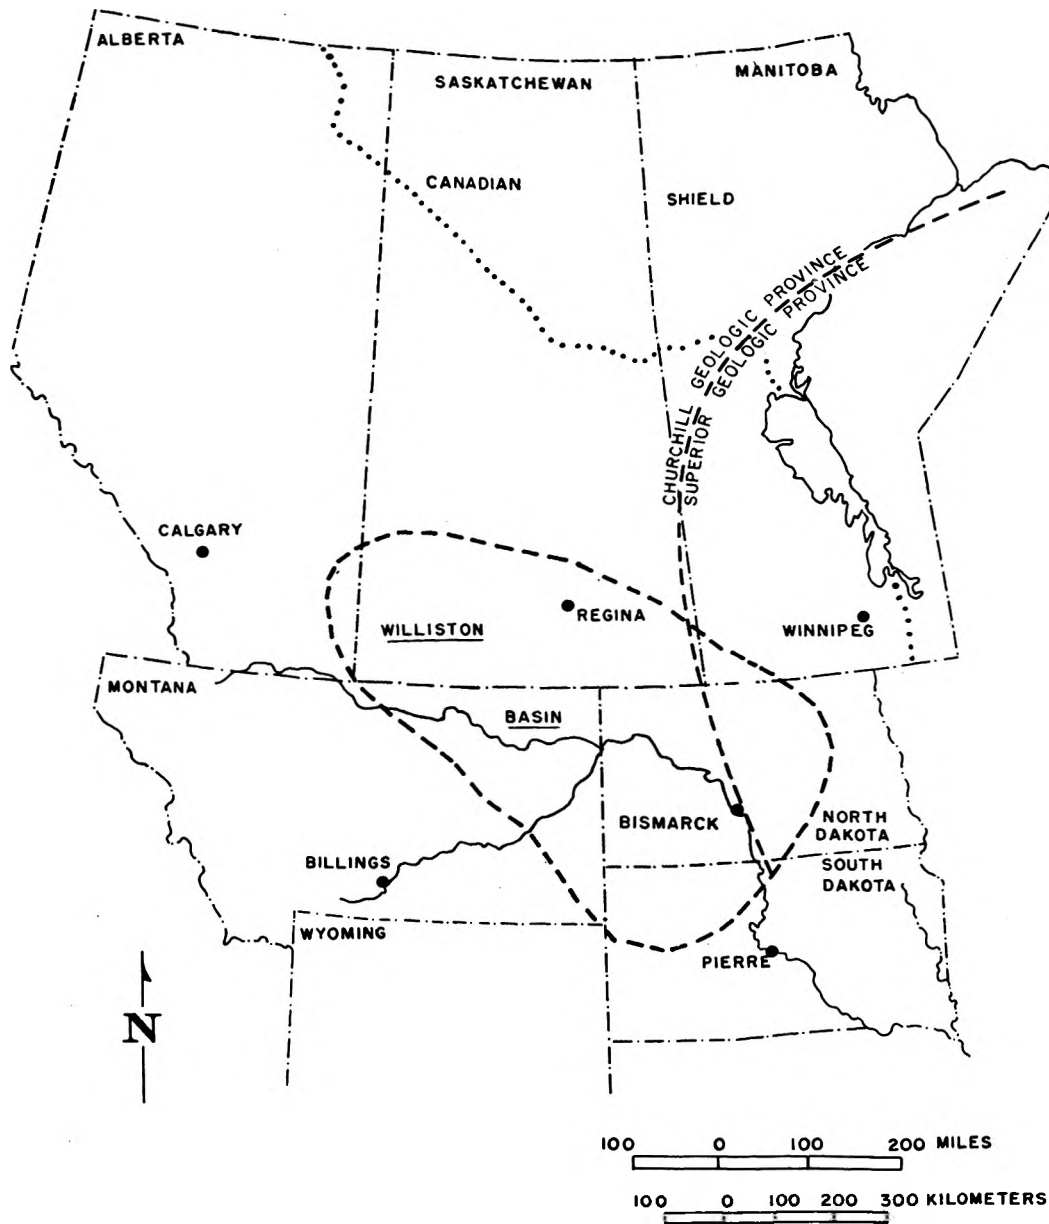 ALBERTA
SASKATCHEWAN
MANITOBA
CANADIAN
SHIELD
CHURCHILL GEOLOGIC PROVINCE
SUPERIOR GEOLOGIC PROVINCE
CALGARY
REGINA
WILLISTON
WINNIPEG
MONTANA
BASIN
BISMARCK
NORTH
DAKOTA
BILLINGS
SOUTH
DAKOTA
WYOMING
PIERRE
N
100 0 100 200 MILES
100 0 100 200 300 KILOMETERS